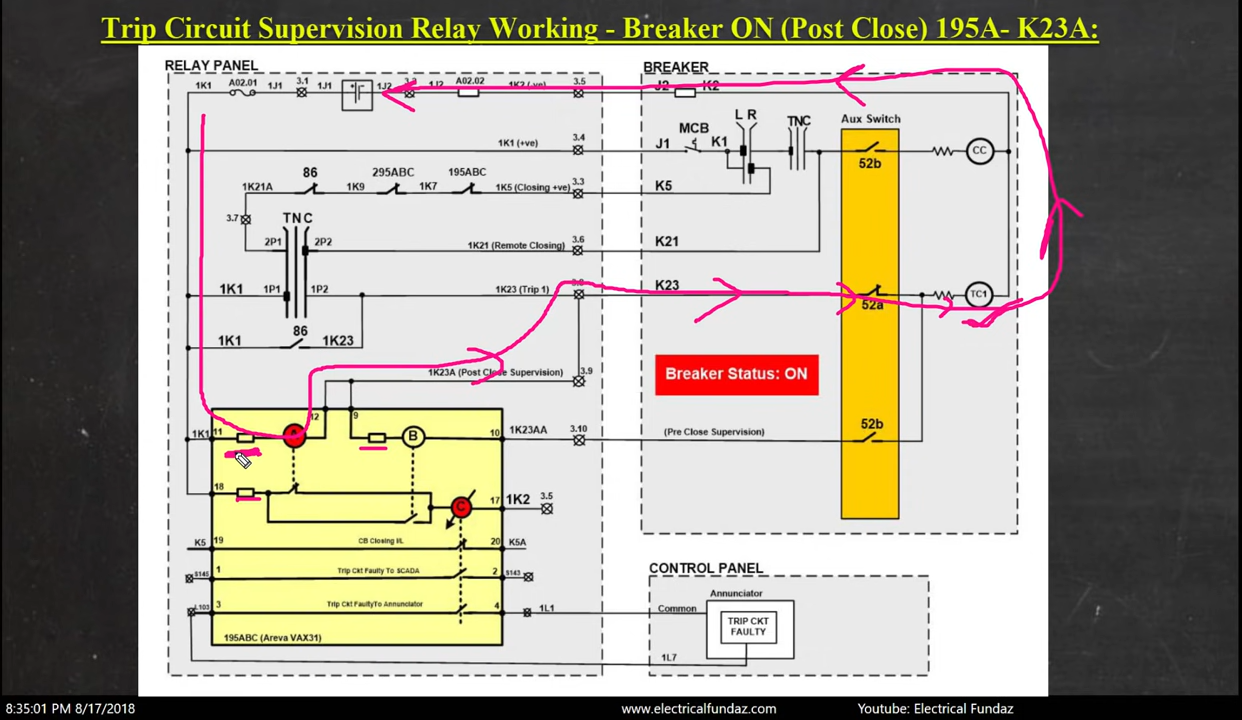 Trip Circuit Supervision Relay Working - Breaker ON (Post Close) 195A- K23A:
RELAY PANEL
BREAKER
1K1 A02.01 1J1 3.1 1J1 1J2 1J2 A02.02 1K2 (-ve) 3.5
J2 K2
Aux Switch
L R
TNC
MCB
3.4
1K1 (+ve)
J1 K1
52b
CC
86
295ABC
195ABC
1K21A 1K9 1K7 1K5 (Closing +ve) 3.3
K5
3.7
TNC
2P1 2P2
1K21 (Remote Closing) 3.6
K21
1K1 1P1 1P2
1K23 (Trip 1)
K23
52a
TC1
86
1K1 1K23
1K23A (Post Close Supervision) 3.9
Breaker Status: ON
12 9
1K1 11 A B 10 1K23AA 3.10
(Pre Close Supervision)
52b
18
C 17 1K2 3.5
K5 19 CB Closing I/L 20 K5A
S145 1 Trip Ckt Faulty To SCADA 2 S143
L103 3 Trip Ckt FaultyTo Annunciator 4 1L1
195ABC (Areva VAX31)
CONTROL PANEL
Annunciator
Common
TRIP CKT
FAULTY
1L7
8:35:01 PM 8/17/2018
www.electricalfundaz.com
Youtube: Electrical Fundaz